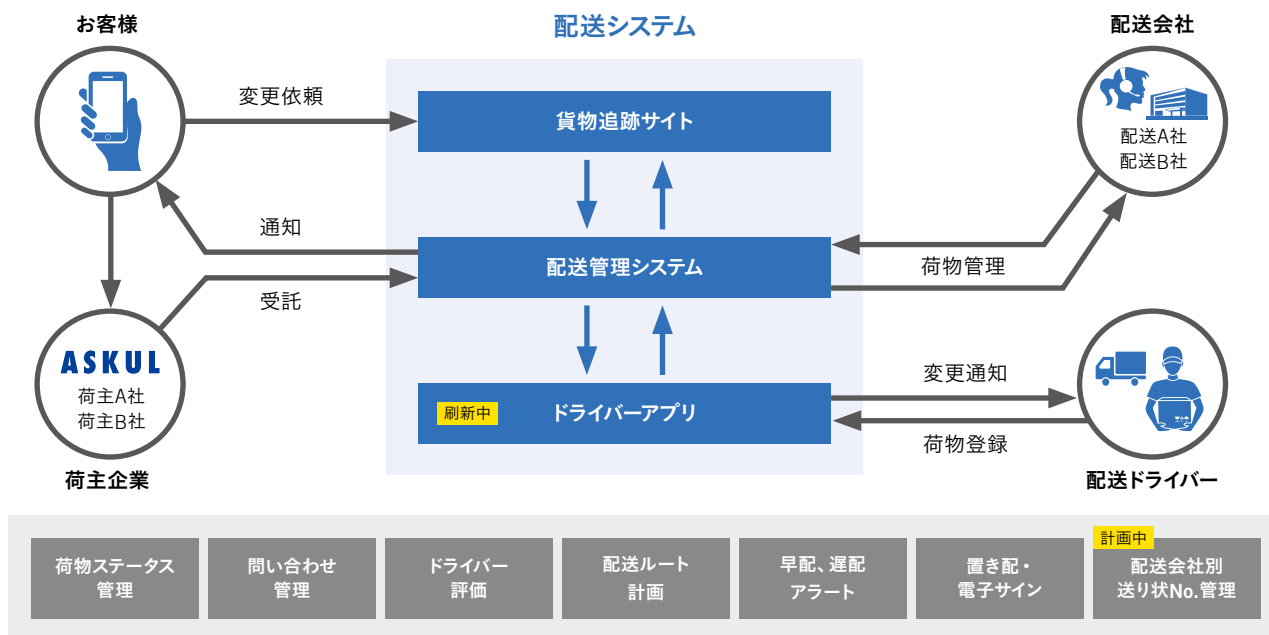 お客様
配送システム
配送会社
変更依頼
貨物追跡サイト
配送A社
配送B社
通知
配送管理システム
荷物管理
受託
ASKUL
荷主A社
荷主B社
荷主企業
刷新中
ドライバーアプリ
変更通知
荷物登録
配送ドライバー
荷物ステータス
管理
問い合わせ
管理
ドライバー
評価
配送ルート
計画
早配、遅配
アラート
置き配・
電子サイン
計画中
配送会社別
送り状No.管理